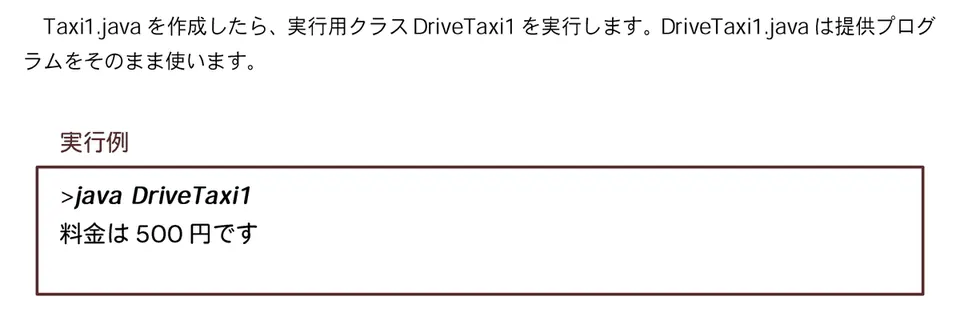 Taxi1.java を作成したら、実行用クラス DriveTaxi1 を実行します。DriveTaxi1.java は提供プログ
ラムをそのまま使います。
実行例
>java DriveTaxi1
料金は 500 円です